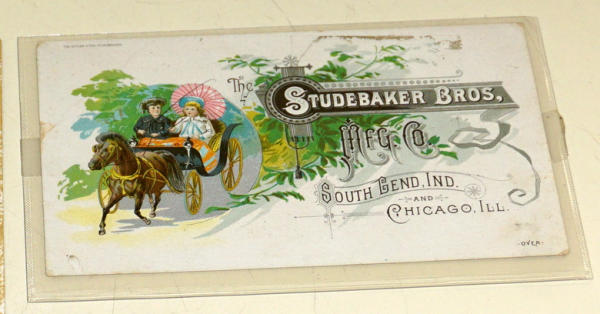 The
STUDEBAKER BROS,
MFG. CO.
SOUTH BEND, IND.
AND
CHICAGO, ILL.
-OVER-